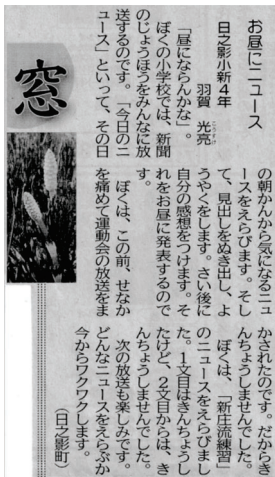 お昼にニュース
日之影小新4年
羽賀 光亮
こうすけ
「昼にならんかな」。
ぼくの小学校では、新聞
のじょうほうをみんなに放
送するのです。「今日のニ
ュース」といって、その日
窓
の朝かんから気になるニュ
ースをえらびます。そし
て、見出しをぬき出し、よ
うやくをします。さい後に
自分の感想をつけます。そ
れをお昼に発表するので
す。
ぼくは、この前、せなか
を痛めて運動会の放送をま
かされたのです。だからき
んちょうしませんでした。
ぼくは、「新庄流練習」
のニュースをえらびまし
た。1文目はきんちょうし
たけど、2文目からは、き
んちょうしませんでした。
次の放送も楽しみです。
どんなニュースをえらぶか
今からワクワクします。
(日之影町)